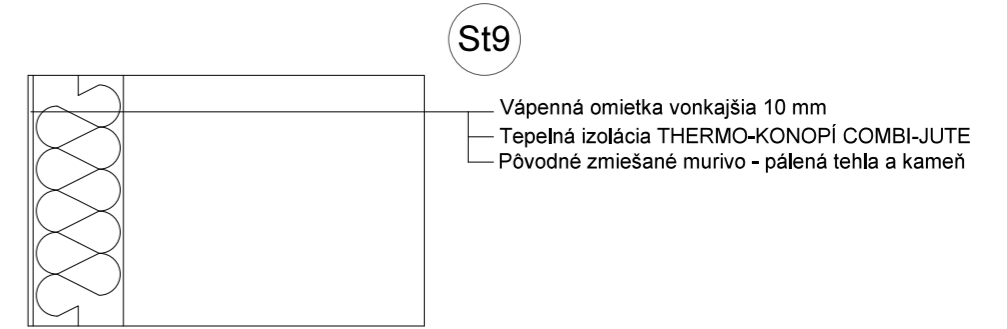 St9
Vápenná omietka vonkajšia 10 mm
Tepelná izolácia THERMO-KONOPÍ COMBI-JUTE
Pôvodné zmiešané murivo - pálená tehla a kameň